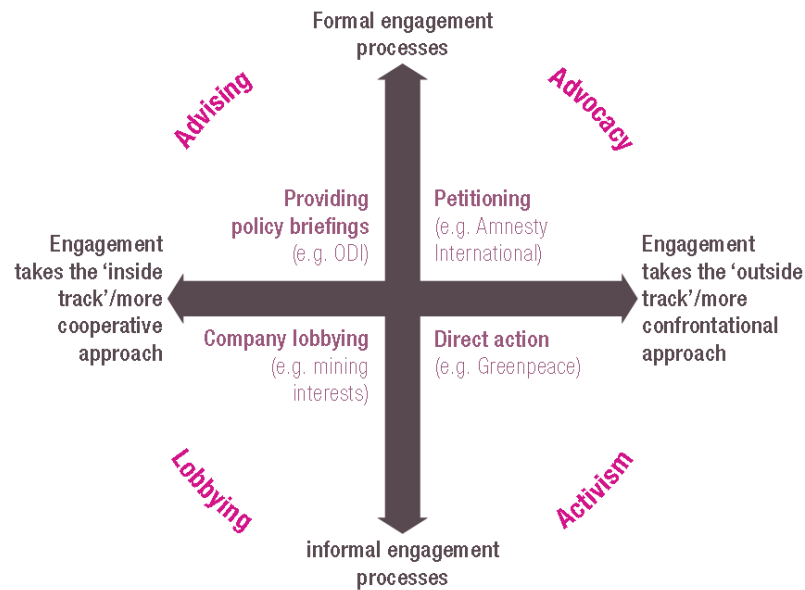 Formal engagement
processes
Advising
Advocacy
Providing
policy briefings
(e.g. ODI)
Petitioning
(e.g. Amnesty
International)
Engagement
takes the ‘inside
track’/more
cooperative
approach
Engagement
takes the ‘outside
track’/more
confrontational
approach
Company lobbying
(e.g. mining
interests)
Direct action
(e.g. Greenpeace)
Lobbying
Activism
informal engagement
processes